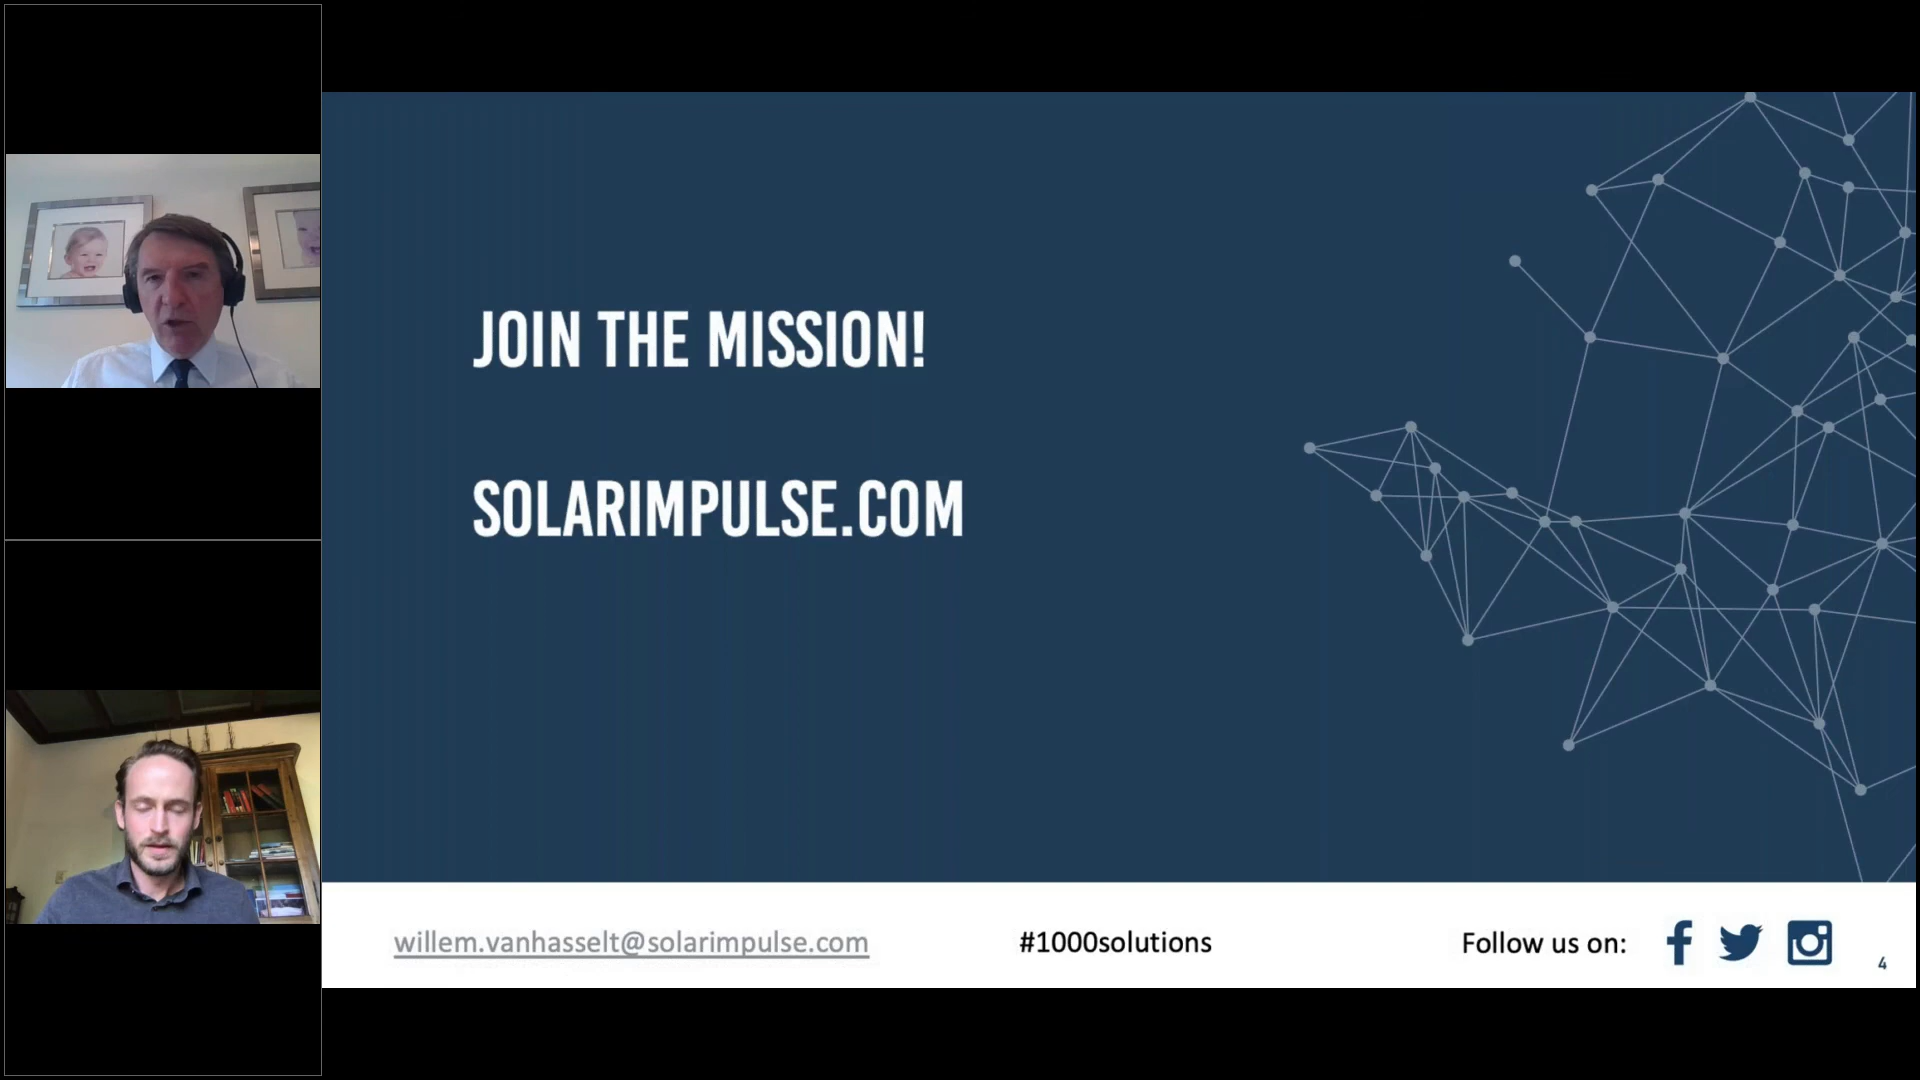 JOIN THE MISSION!
SOLARIMPULSE.COM
willem.vanhasselt@solarimpulse.com
#1000solutions
Follow us on:
4